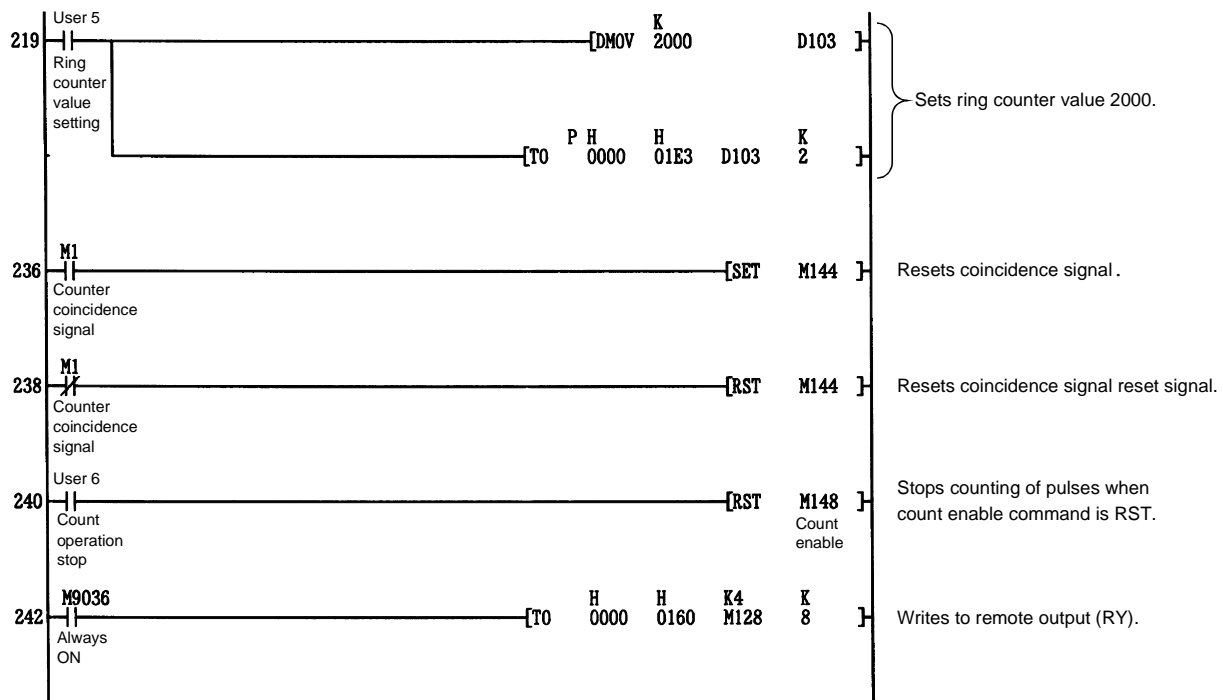 User 5
K
219 [DMOV 2000 D103 ]
Ring
counter
value
setting
Sets ring counter value 2000.
P H H K
[TO 0000 01E3 D103 2 ]
M1
236 [SET M144 ] Resets coincidence signal.
Counter
coincidence
signal
M1
238 [RST M144 ] Resets coincidence signal reset signal.
Counter
coincidence
signal
User 6
240 [RST M148 ]
Count
operation
stop
Count
enable
Stops counting of pulses when
count enable command is RST.
M9036 H H K4 K
242 [TO 0000 0160 M128 8 ] Writes to remote output (RY).
Always
ON